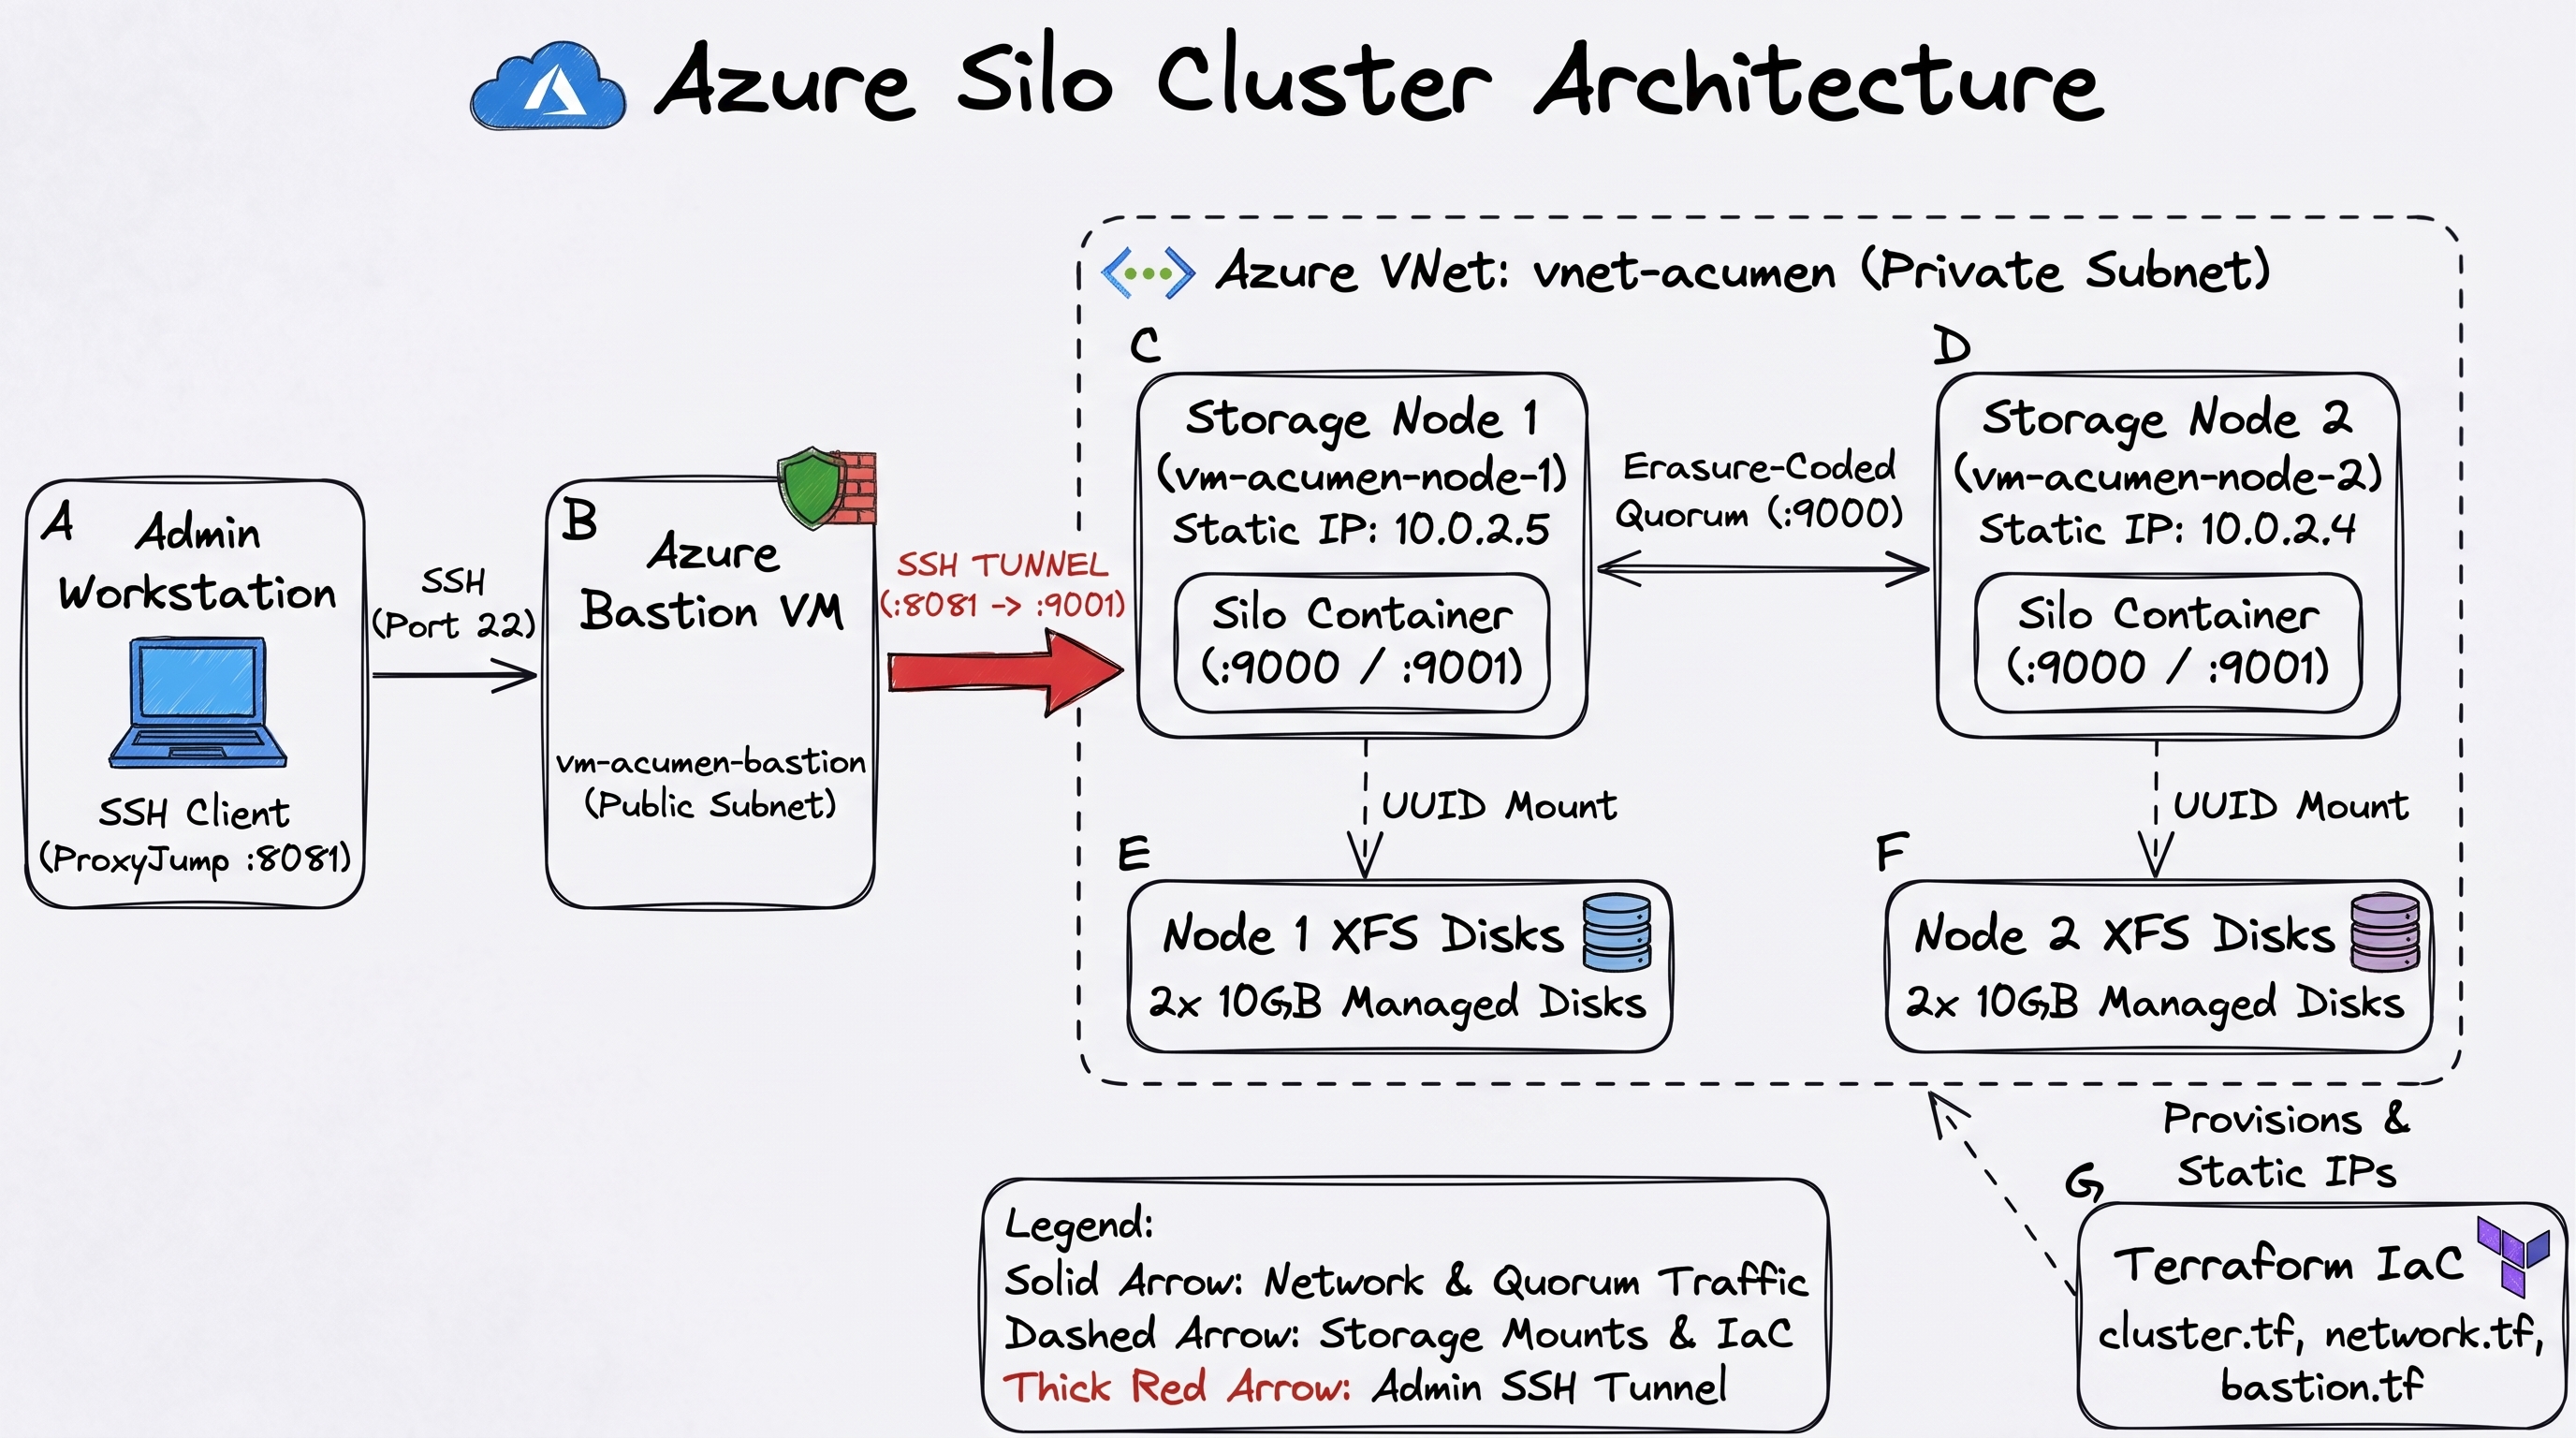 Azure Silo Cluster Architecture
Azure VNet: vnet-acumen (Private Subnet)
A
Admin
Workstation
SSH Client
(ProxyJump :8081)
SSH
(Port 22)
B
Azure
Bastion VM
vm-acumen-bastion
(Public Subnet)
SSH TUNNEL
(:8081 -> :9001)
C
Storage Node 1
(vm-acumen-node-1)
Static IP: 10.0.2.5
Silo Container
(:9000 / :9001)
Erasure-Coded
Quorum (:9000)
D
Storage Node 2
(vm-acumen-node-2)
Static IP: 10.0.2.4
Silo Container
(:9000 / :9001)
UUID Mount
UUID Mount
E
Node 1 XFS Disks
2x 10GB Managed Disks
F
Node 2 XFS Disks
2x 10GB Managed Disks
Provisions &
Static IPs
G
Terraform IaC
cluster.tf, network.tf,
bastion.tf
Legend:
Solid Arrow: Network & Quorum Traffic
Dashed Arrow: Storage Mounts & IaC
Thick Red Arrow: Admin SSH Tunnel